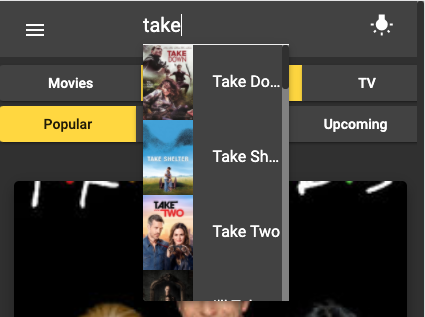 take
Movies
TV
Popular
Upcoming
TAKE
DOWN
Take Do...
TAKE SHELTER
Take Sh...
TAKE
TWO
Take Two